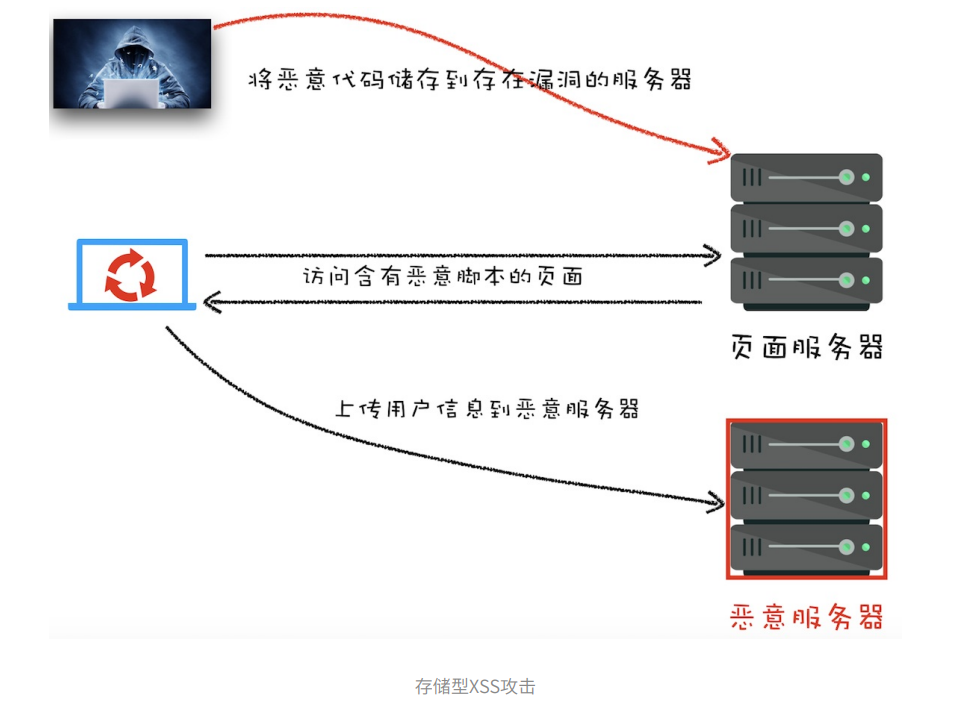 将恶意代码储存到存在漏洞的服务器
访问含有恶意脚本的页面
页面服务器
上传用户信息到恶意服务器
恶意服务器
存储型XSS攻击